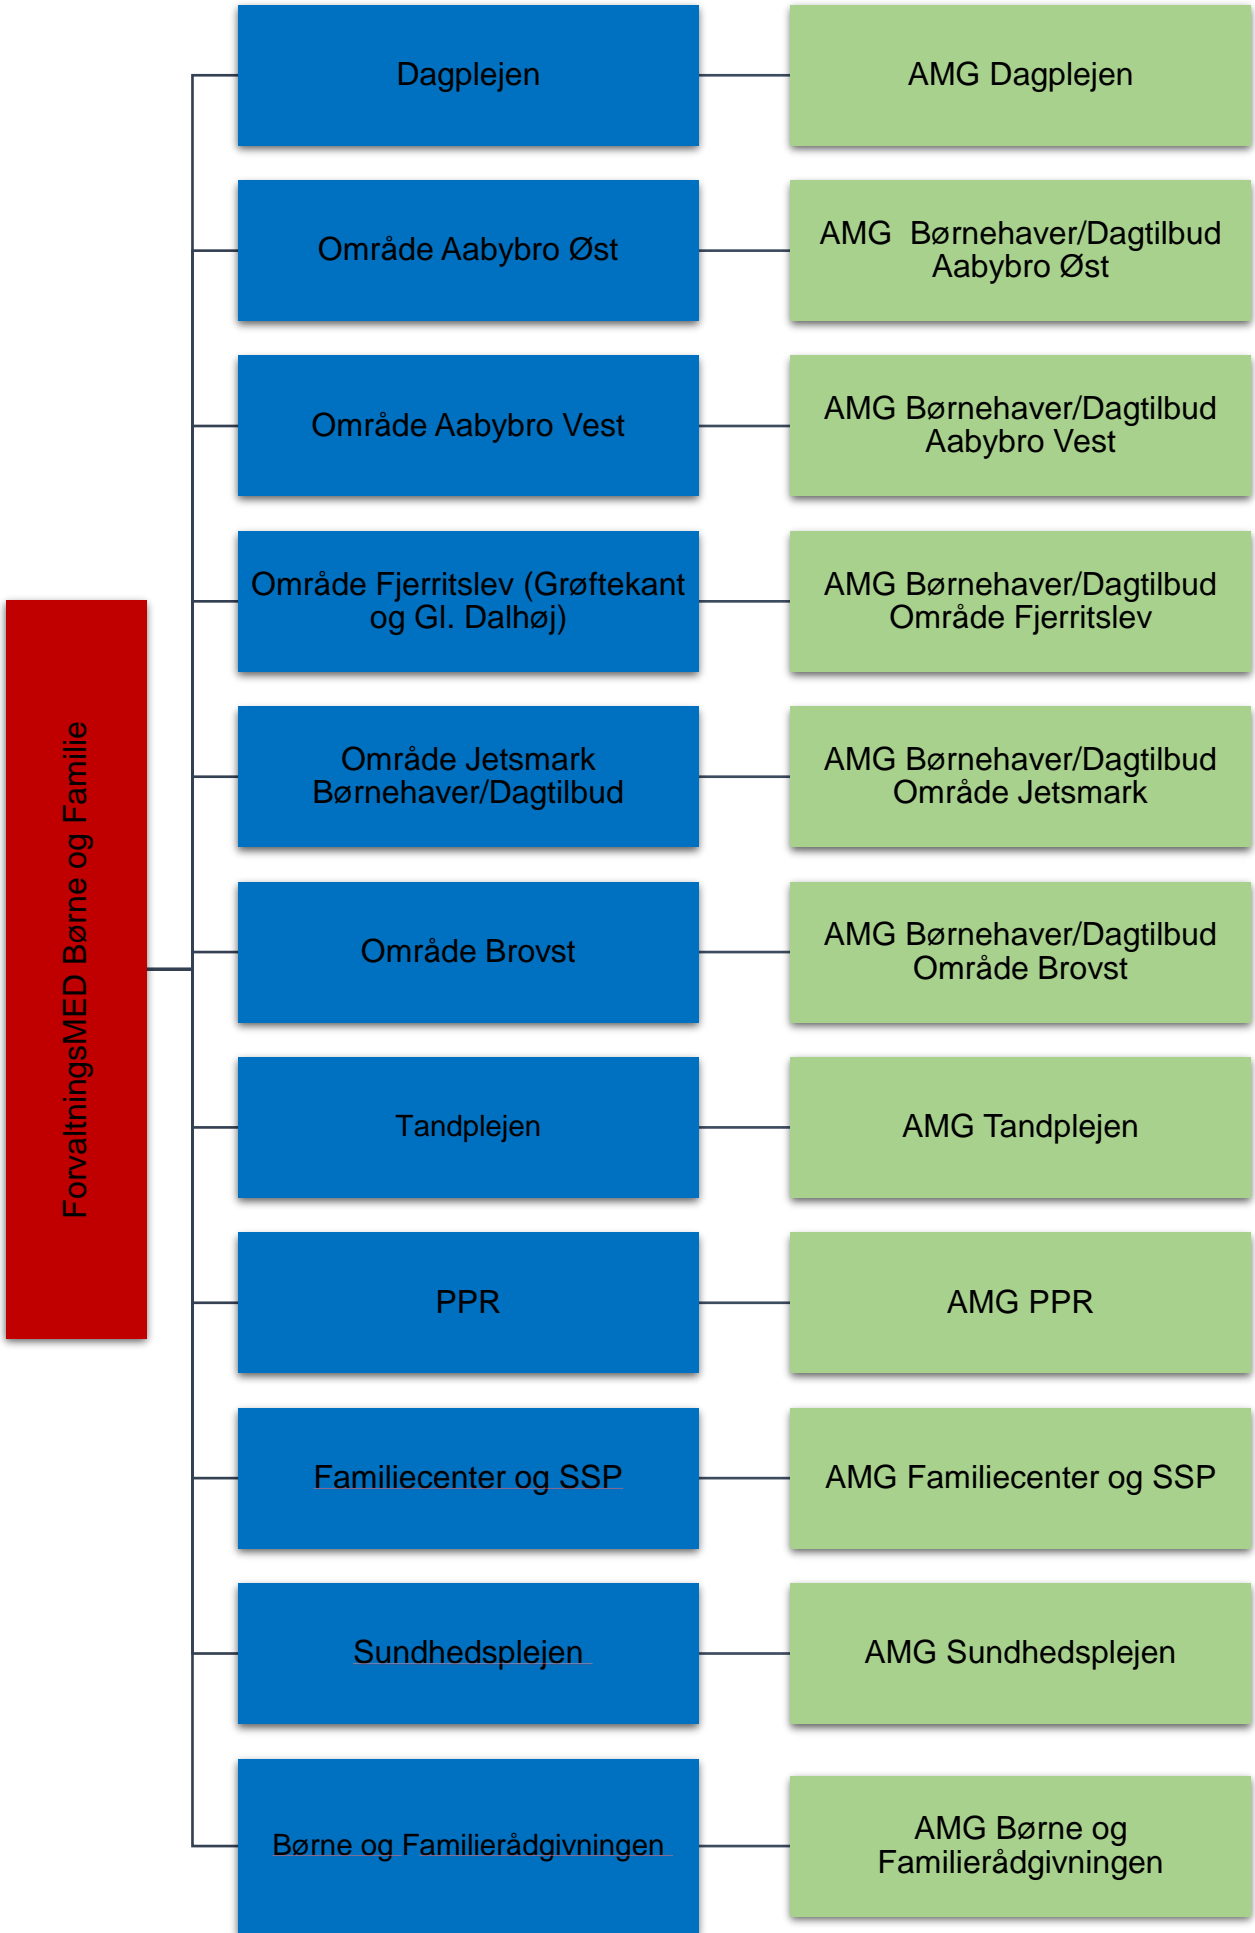 ForvaltningsMED Børne og Familie
Dagplejen
AMG Dagplejen
Område Aabybro Øst
AMG Børnehaver/Dagtilbud
Aabybro Øst
Område Aabybro Vest
AMG Børnehaver/Dagtilbud
Aabybro Vest
Område Fjerritslev (Grøftekant
og Gl. Dalhøj)
AMG Børnehaver/Dagtilbud
Område Fjerritslev
Område Jetsmark
Børnehaver/Dagtilbud
AMG Børnehaver/Dagtilbud
Område Jetsmark
Område Brovst
AMG Børnehaver/Dagtilbud
Område Brovst
Tandplejen
AMG Tandplejen
PPR
AMG PPR
Familiecenter og SSP
AMG Familiecenter og SSP
Sundhedsplejen
AMG Sundhedsplejen
Børne og Familierådgivningen
AMG Børne og
Familierådgivningen